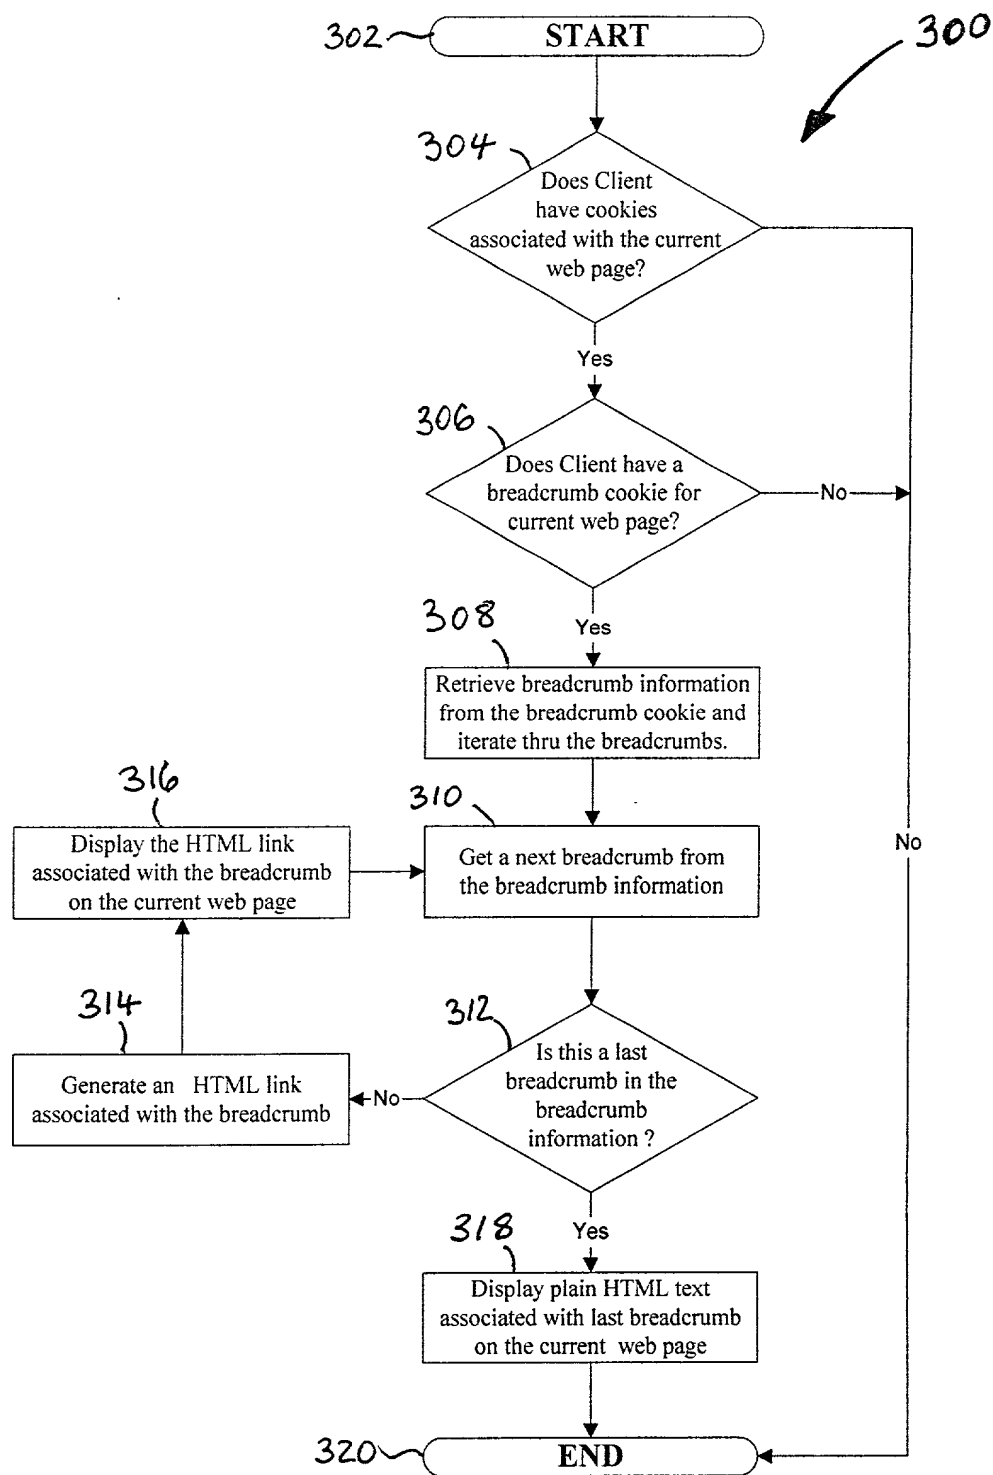 302
START
300
304
Does Client
have cookies
associated with the current
web page?
Yes
306
Does Client have a
breadcrumb cookie for
current web page?
No
308
Yes
Retrieve breadcrumb information
from the breadcrumb cookie and
iterate thru the breadcrumbs.
316
310
Display the HTML link
associated with the breadcrumb
on the current web page
Get a next breadcrumb from
the breadcrumb information
No
314
312
Generate an HTML link
associated with the breadcrumb
No
Is this a last
breadcrumb in the
breadcrumb
information ?
318
Yes
Display plain HTML text
associated with last breadcrumb
on the current web page
320
END